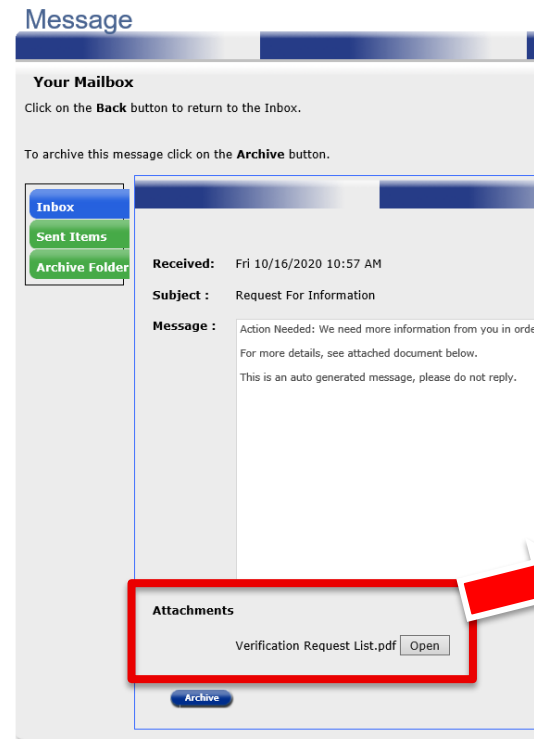 Message
Your Mailbox
Click on the Back button to return to the Inbox.
To archive this message click on the Archive button.
Inbox
Sent Items
Archive Folder
Received: Fri 10/16/2020 10:57 AM
Subject : Request For Information
Message : Action Needed: We need more information from you in
For more details, see attached document below.
This is an auto generated message, please do not reply.
Attachments
Verification Request List.pdf Open
Archive